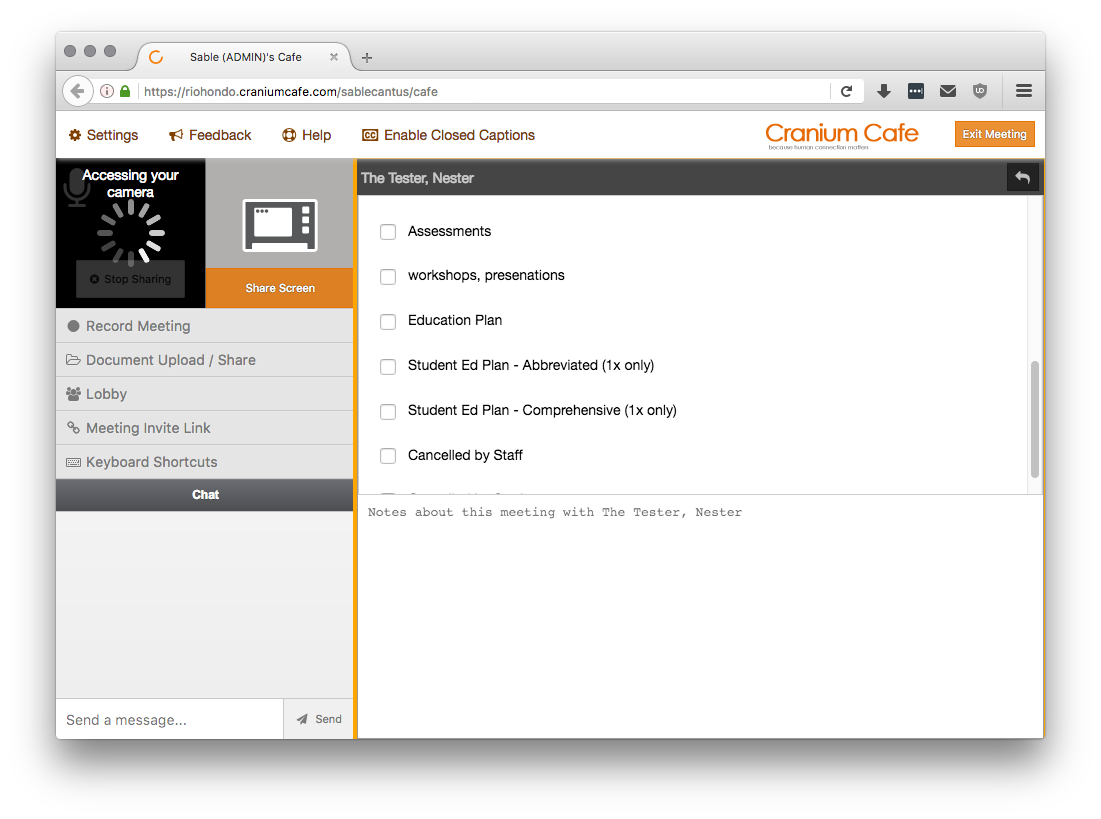 Sable (ADMIN)'s Cafe
https://riohondo.craniumcafe.com/sablecantus/cafe
Settings
Feedback
Help
CC Enable Closed Captions
Cranium Cafe
because human connection matters
Exit Meeting
Accessing your
camera
Stop Sharing
Share Screen
Record Meeting
Document Upload / Share
Lobby
Meeting Invite Link
Keyboard Shortcuts
Chat
Send a message...
Send
The Tester, Nester
Assessments
workshops, presenations
Education Plan
Student Ed Plan - Abbreviated (1x only)
Student Ed Plan - Comprehensive (1x only)
Cancelled by Staff
Notes about this meeting with The Tester, Nester